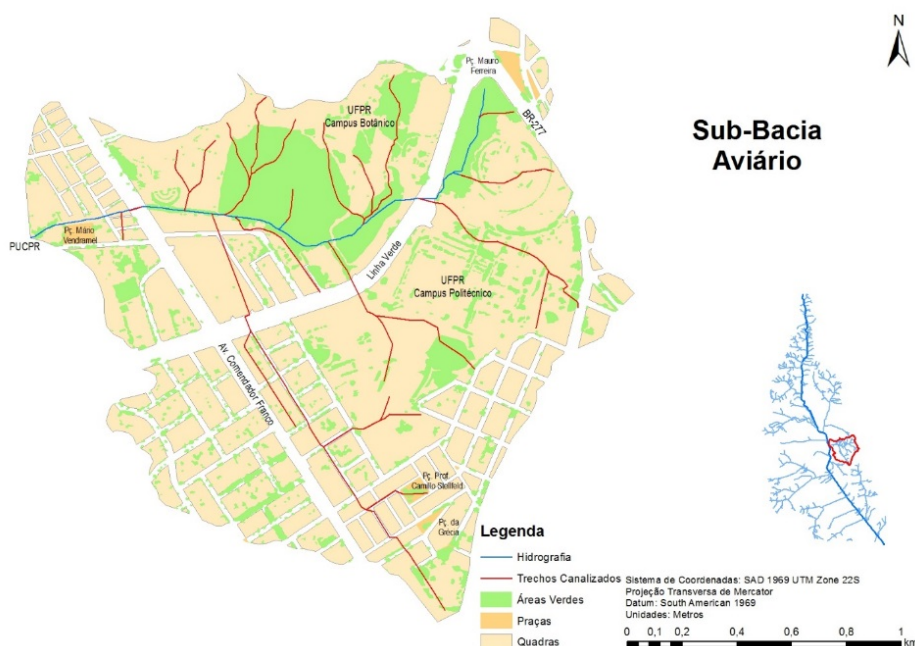 N
Pç. Mauro
Ferreira
BR-277
UFPR
Campus Botânico
Sub-Bacia
Aviário
Pç. Mário
Vendramel
PUCPR
Linha Verde
UFPR
Campus Politécnico
Av. Comendador Franco
Pç. Prof.
Camilo Stellfeld
Pç. da
Grécia
Legenda
Hidrografia
Trechos Canalizados
Áreas Verdes
Praças
Quadras
Sistema de Coordenadas: SAD 1969 UTM Zone 22S
Projeção Transversa de Mercator
Datum: South American 1969
Unidades: Metros
0 0,1 0,2 0,4 0,6 0,8 1
km